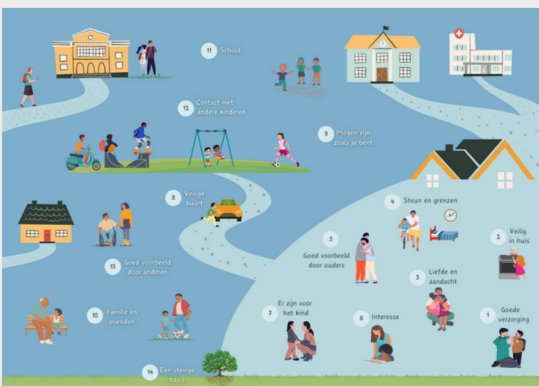 11 School
12 Contact met
andere kinderen
9 Mogen zijn
zoals je bent
4 Steun en grenzen
8 Veilige
buurt
5 Goed voorbeeld
door ouders
2 Veilig
in huis
13 Goed voorbeeld
door anderen
3 Liefde en
aandacht
10 Familie en
vrienden
7 Er zijn voor
het kind
6 Interesse
1 Goede
verzorging
14 Een stevige
basis